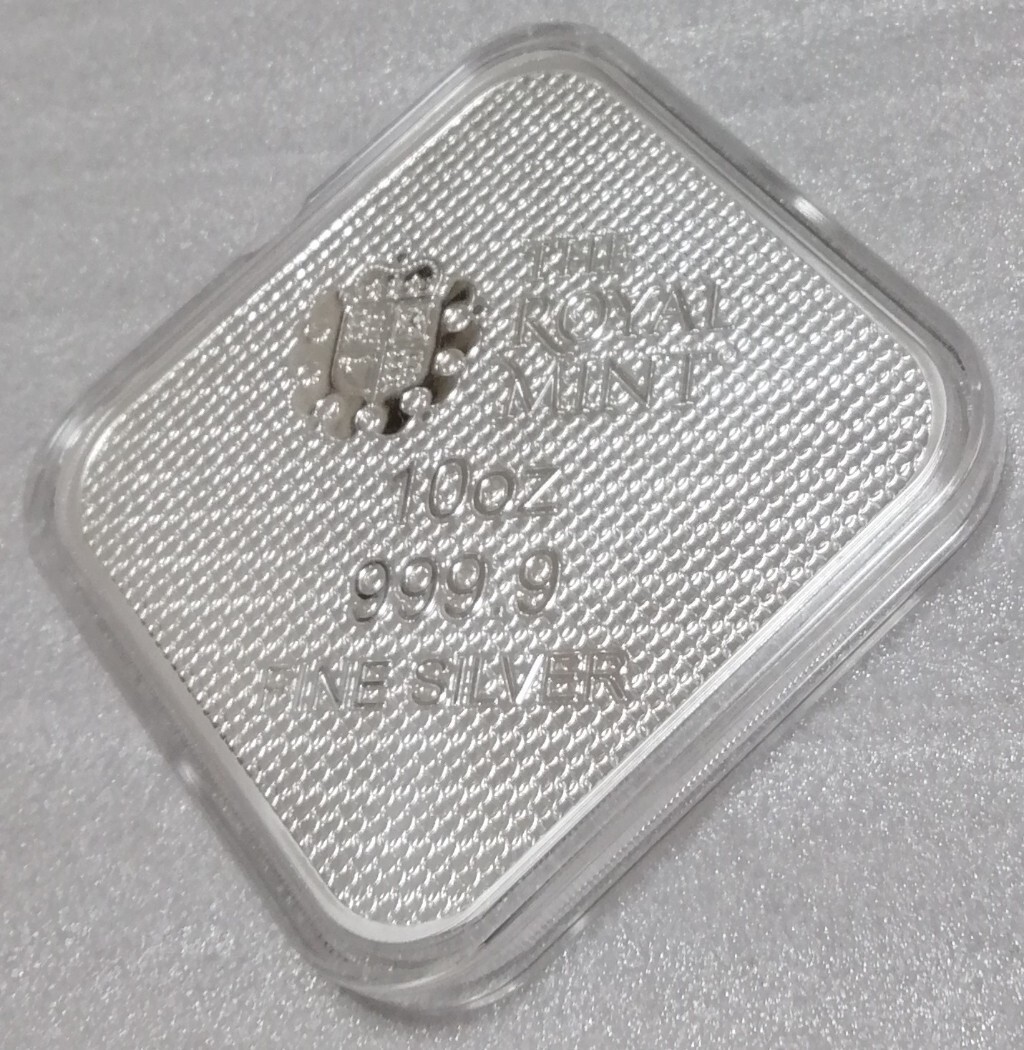 THE
ROYAL
MINT®
10oz
999.9
FINE SILVER